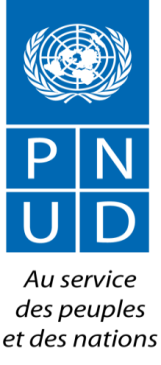 P N
U D
Au service
des peuples
et des nations